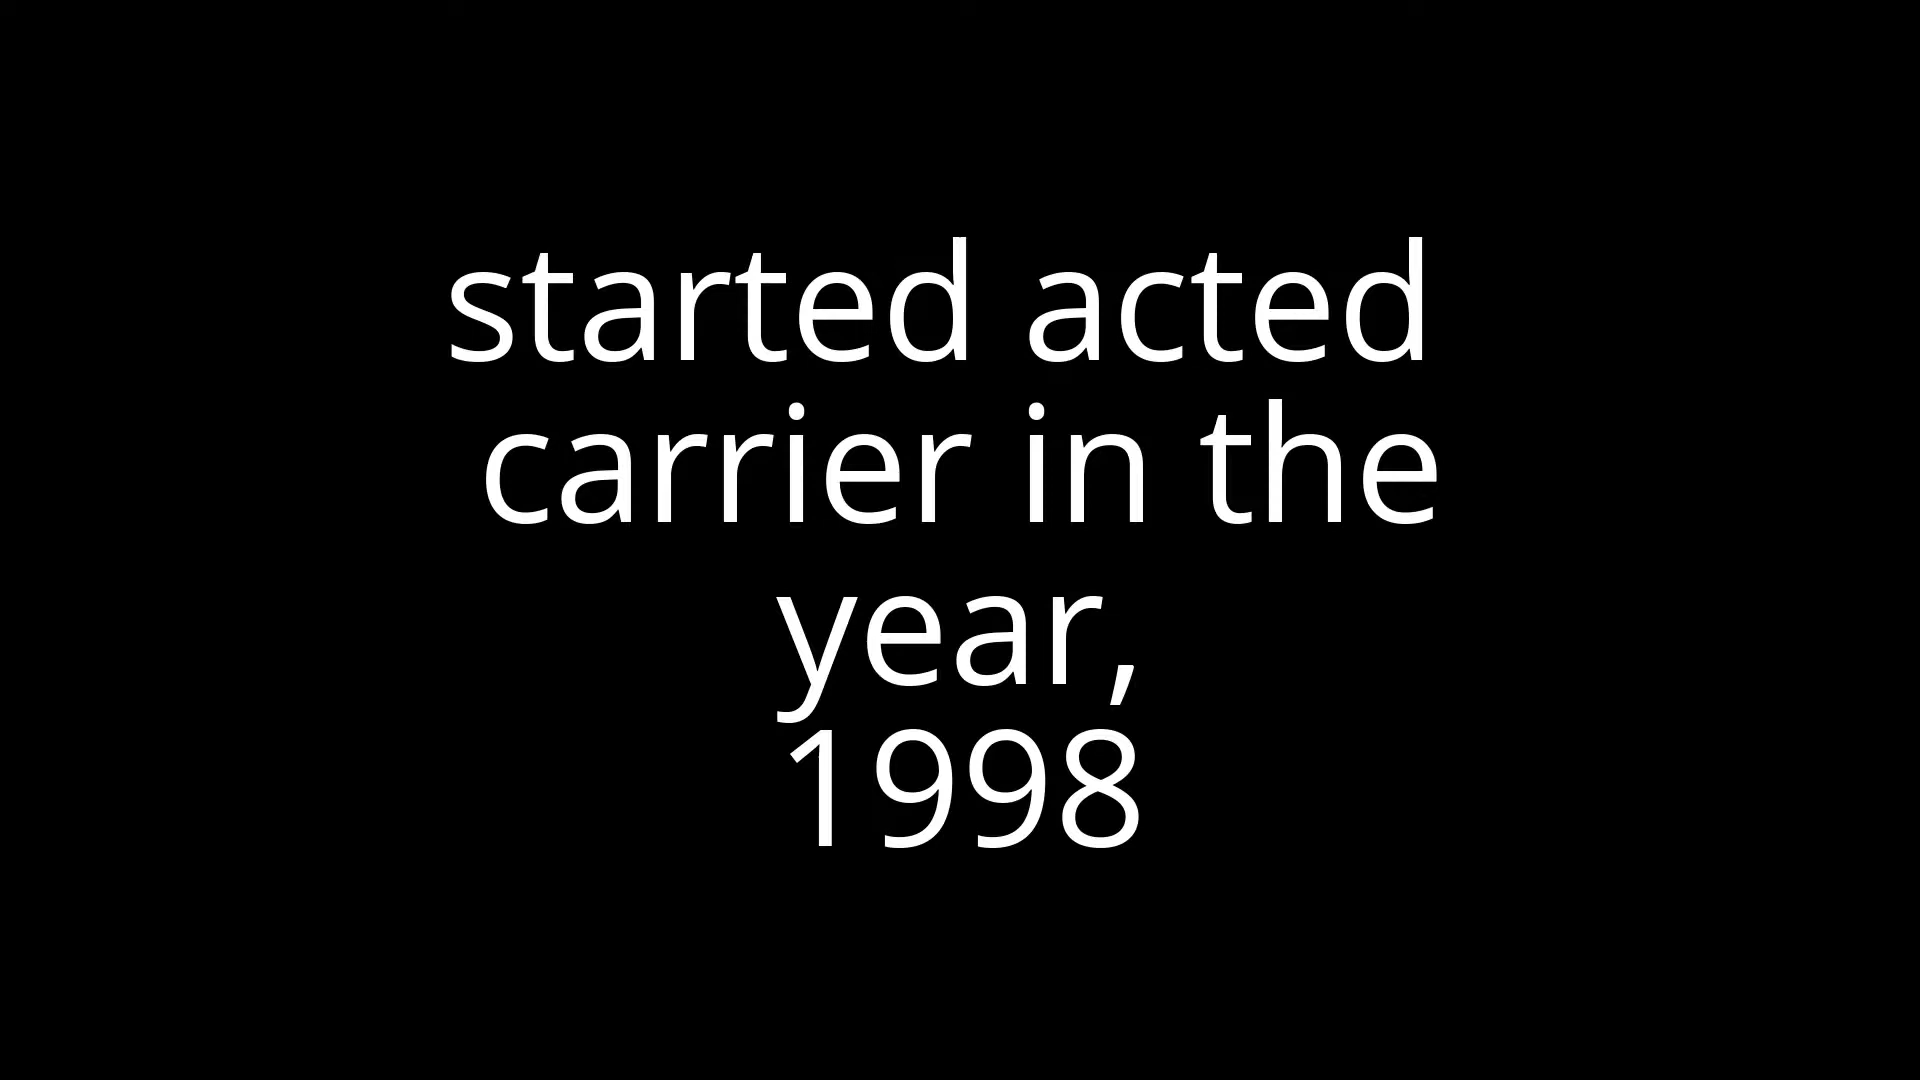 started acted
carrier in the
year,
1998